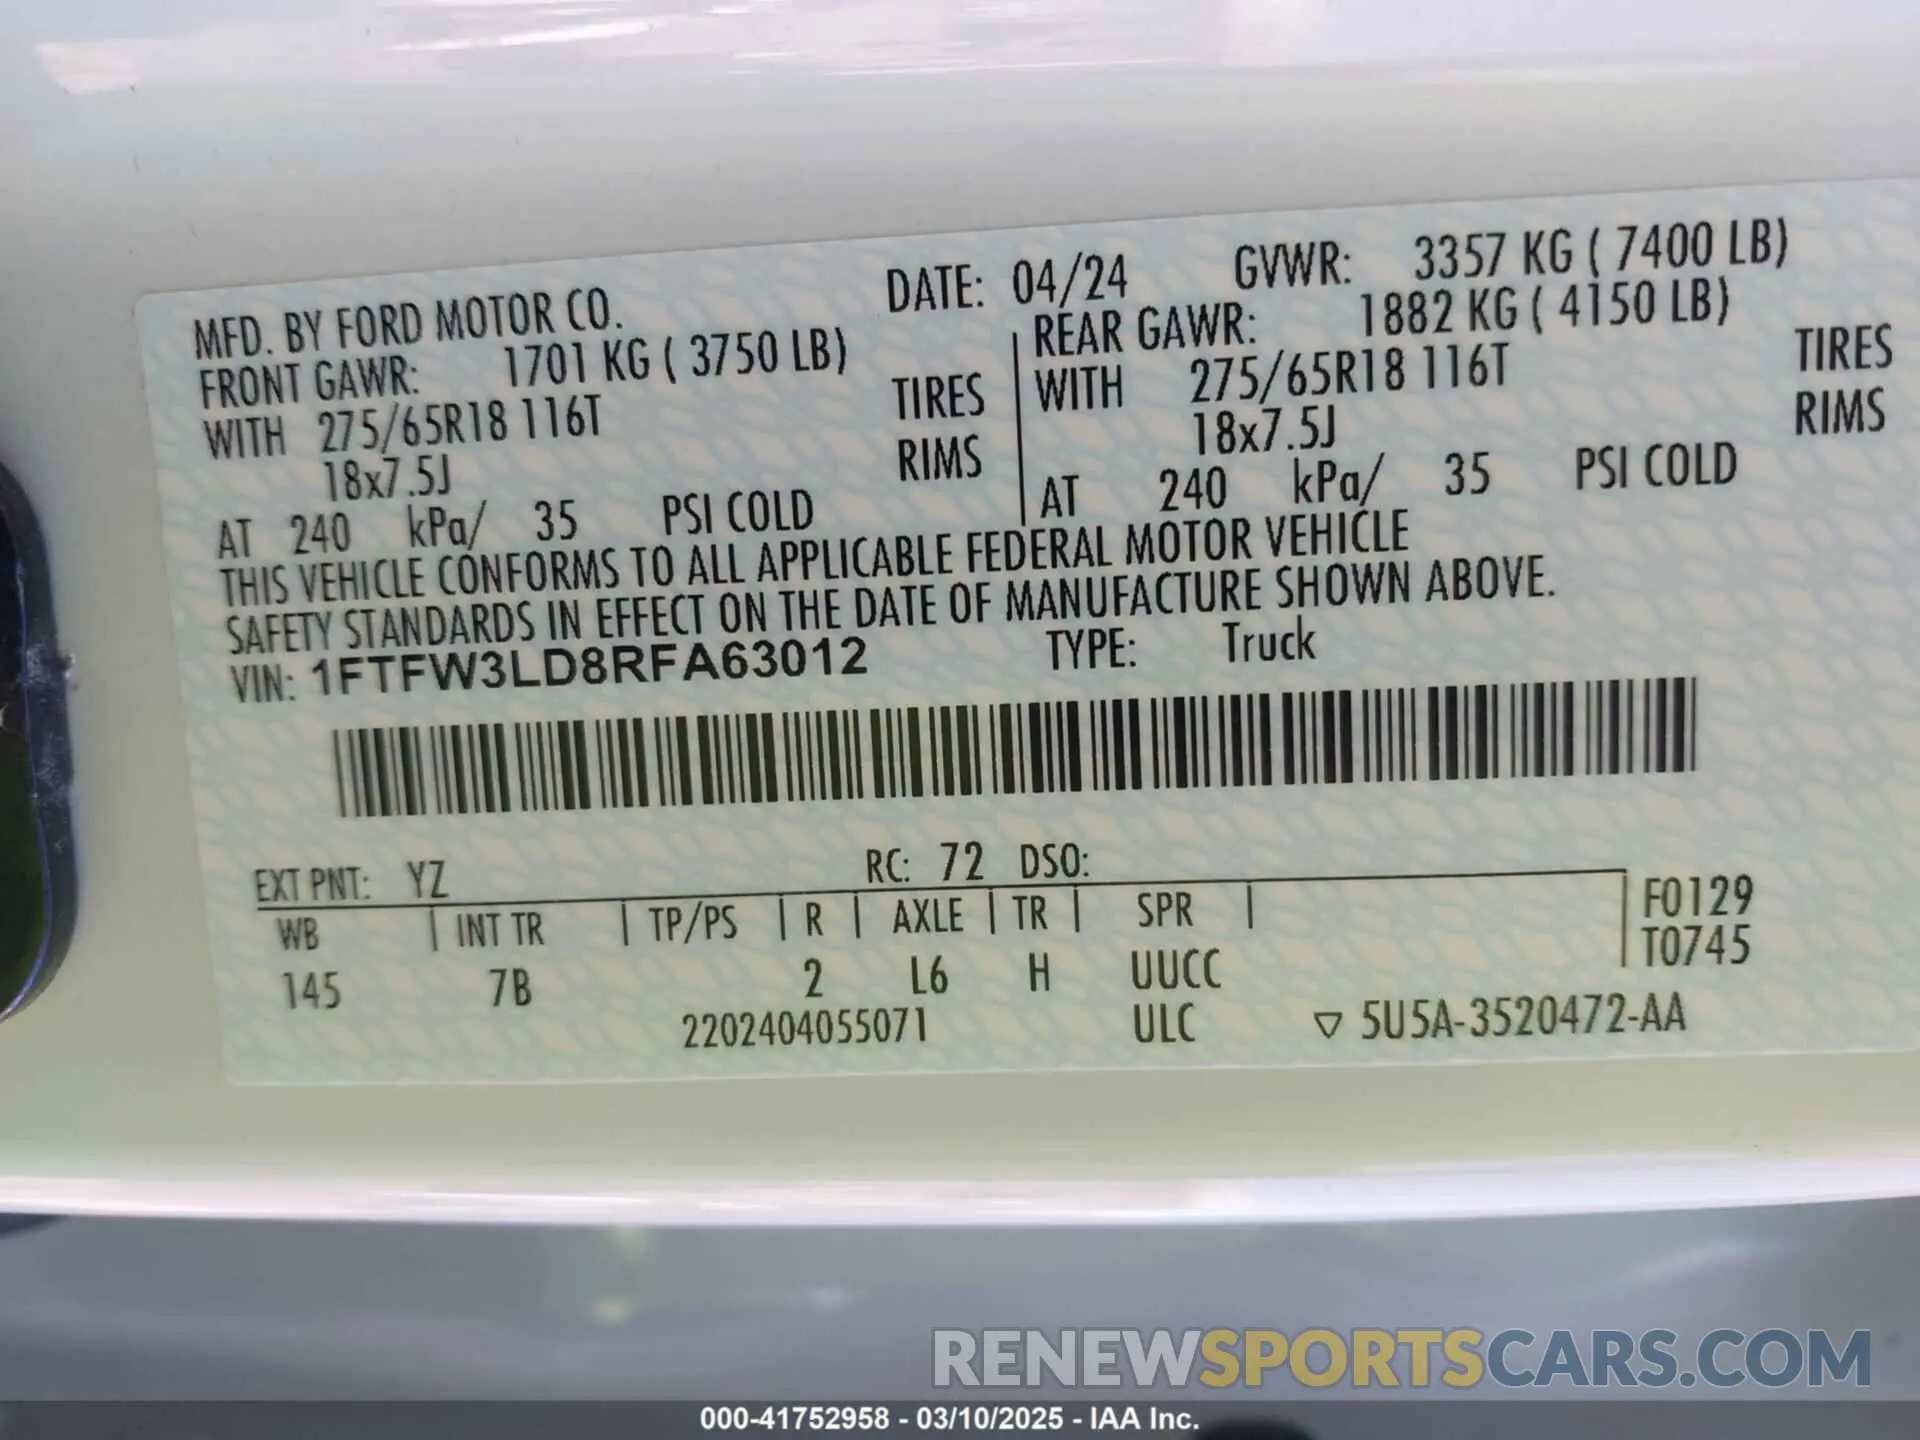 MFD. BY FORD MOTOR CO. DATE: 04/24 GVWR: 3357 KG ( 7400 LB)
FRONT GAWR: 1701 KG ( 3750 LB) REAR GAWR: 1882 KG ( 4150 LB)
WITH 275/65R18 116T TIRES WITH 275/65R18 116T TIRES
18x7.5J RIMS 18x7.5J RIMS
AT 240 kPa/ 35 PSI COLD AT 240 kPa/ 35 PSI COLD
THIS VEHICLE CONFORMS TO ALL APPLICABLE FEDERAL MOTOR VEHICLE
SAFETY STANDARDS IN EFFECT ON THE DATE OF MANUFACTURE SHOWN ABOVE.
VIN: 1FTFW3LD8RFA63012 TYPE: Truck
EXT PNT: YZ RC: 72 DSO:
WB INT TR TP/PS R AXLE TR SPR F0129
T0745
145 7B 2 L6 H UUCC
2202404055071 ULC ▽ 5U5A-3520472-AA
RENEWSPORTSCARS.COM
000-41752958 - 03/10/2025 - IAA Inc.